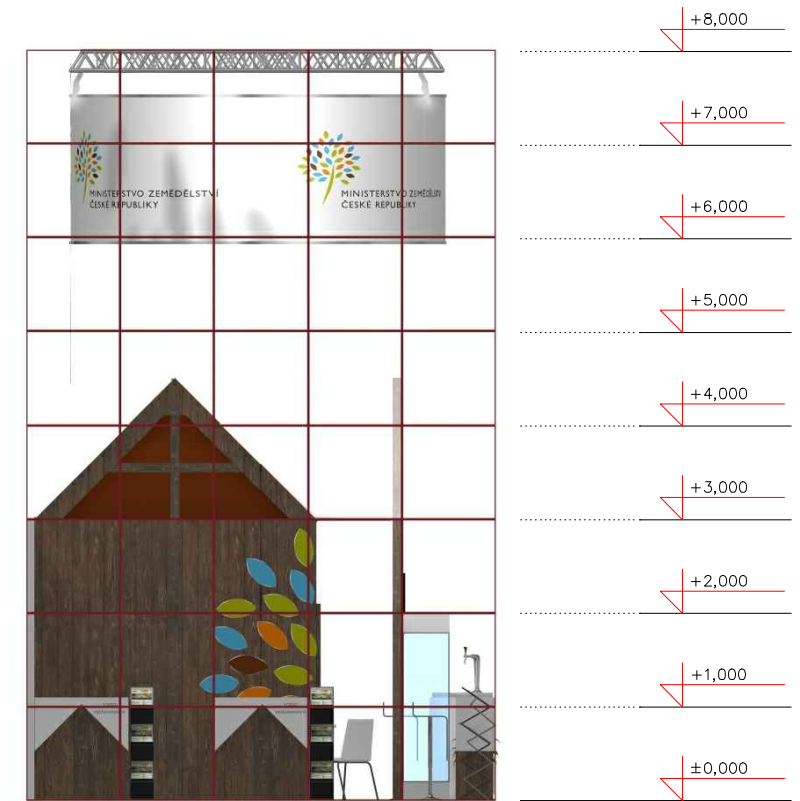 +8,000
+7,000
MINISTERSTVO ZEMĚDĚLSTVÍ
ČESKÉ REPUBLIKY
MINISTERSTVO ZEMĚDĚLSTV
ČESKÉ REPUBLIKY
+6,000
+5,000
+4,000
+3,000
+2,000
+1,000
±0,000